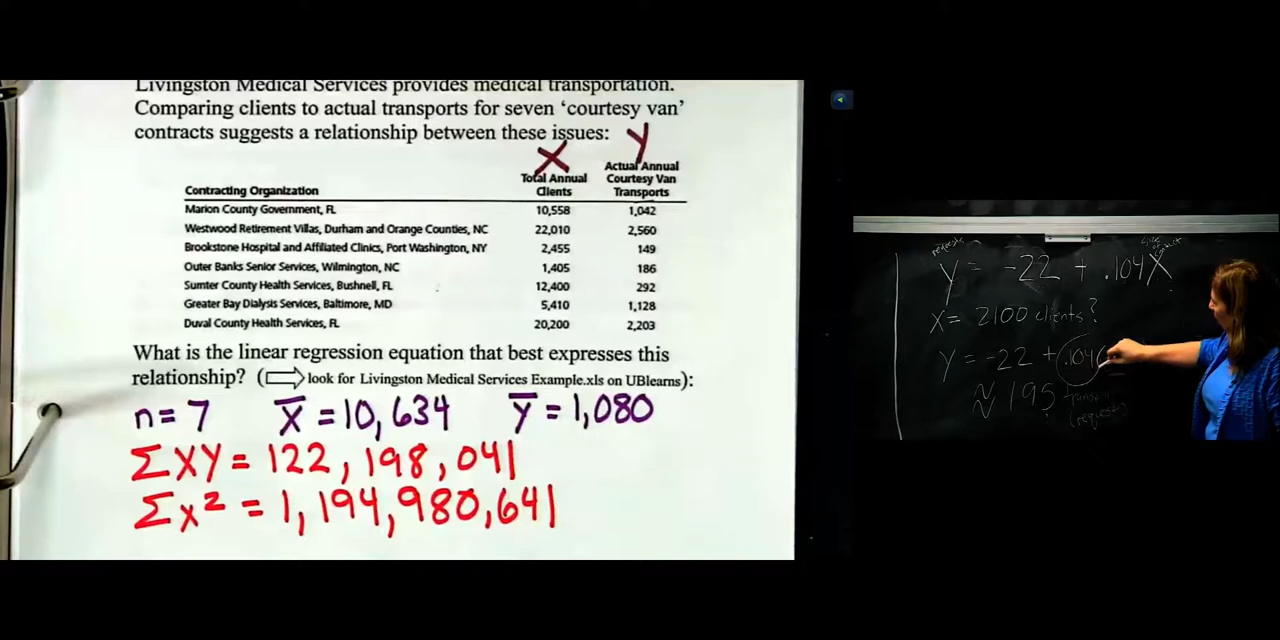 Livingston Medical Services provides medical transportation.
Comparing clients to actual transports for seven ‘courtesy van’
contracts suggests a relationship between these issues:
X Y
Contracting Organization Total Annual Clients Actual Annual Courtesy Van Transports
Marion County Government, FL 10,558 1,042
Westwood Retirement Villas, Durham and Orange Counties, NC 22,010 2,560
Brookstone Hospital and Affiliated Clinics, Port Washington, NY 2,455 149
Outer Banks Senior Services, Wilmington, NC 1,405 186
Sumter County Health Services, Bushnell, FL 12,400 292
Greater Bay Dialysis Services, Baltimore, MD 5,410 1,128
Duval County Health Services, FL 20,200 2,203
What is the linear regression equation that best expresses this
relationship? (⇨ look for Livingston Medical Services Example.xls on UBlearns):
n = 7 X̅ = 10,634 Y̅ = 1,080
ΣXY = 122,198,041
Σx² = 1,194,980,641
requests
y = -22 + .104X
x = 2100 clients?
y = -22 + .104(
≈ 195
(requests)